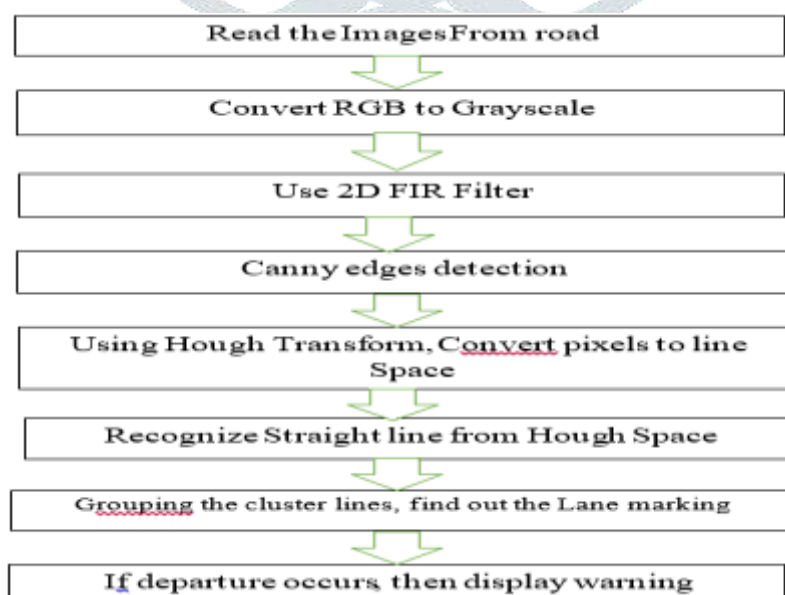 Read the Images From road
Convert RGB to Grayscale
Use 2D FIR Filter
Canny edges detection
Using Hough Transform, Convert pixels to line
Space
Recognize Straight line from Hough Space
Grouping the cluster lines, find out the Lane marking
If departure occurs, then display warning